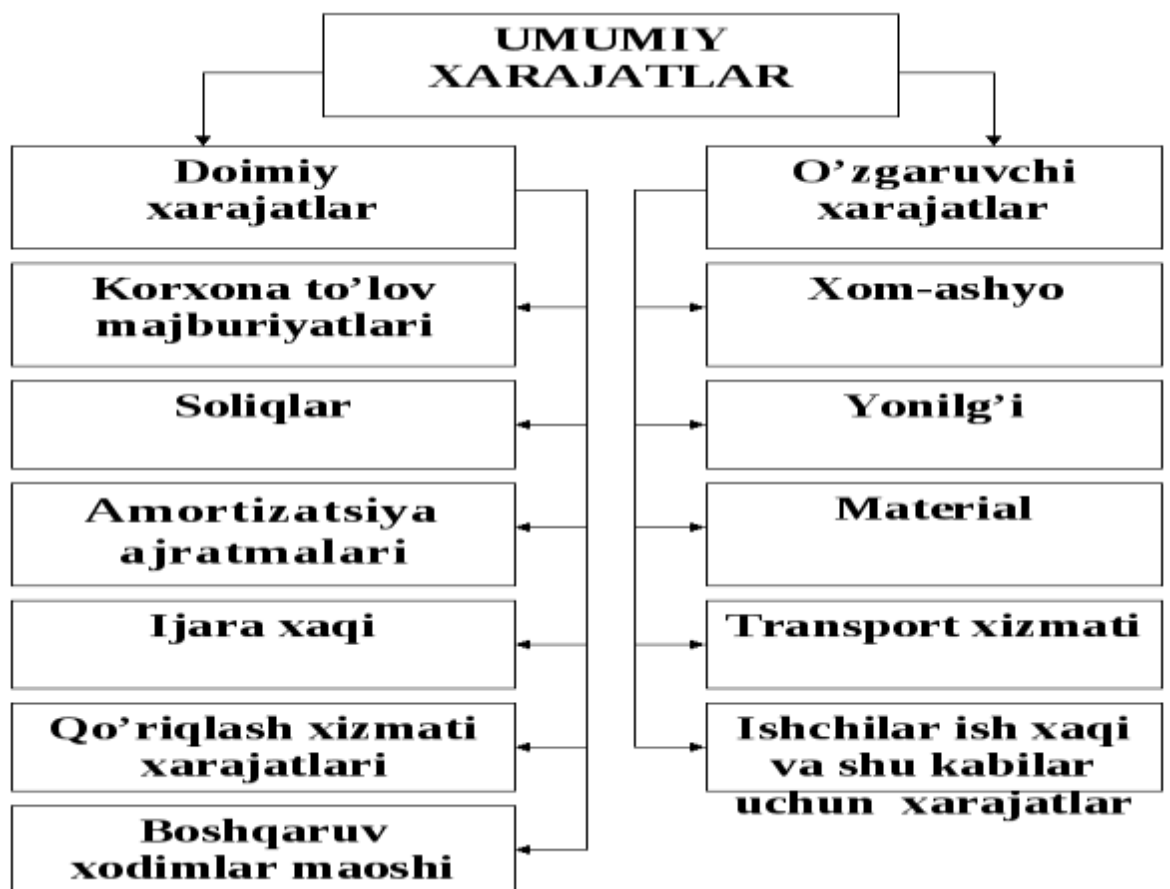 UMUMIY
XARAJATLAR
Doimiy
xarajatlar
Korxona to’lov
majburiyatlari
Soliqlar
Amortizatsiya
ajratmalari
Ijara xaqi
Qo’riqlash xizmati
xarajatlari
Boshqaruv
xodimlar maoshi
O’zgaruvchi
xarajatlar
Xom-ashyo
Yonilg’i
Material
Transport xizmati
Ishchilar ish xaqi
va shu kabilar
uchun xarajatlar